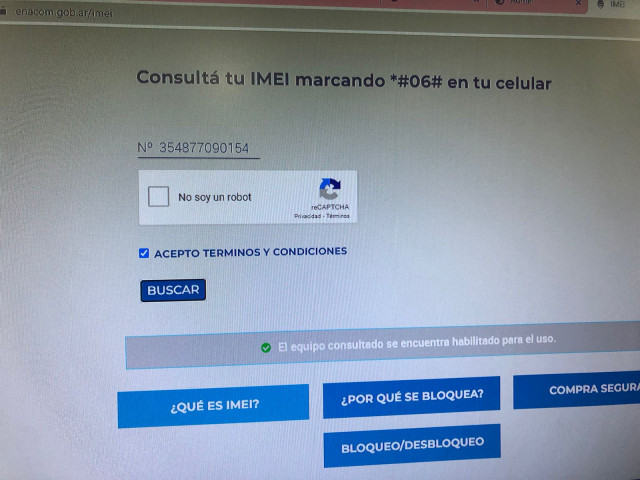 enacom.gob.ar/imei
IMEI
Consultá tu IMEI marcando *#06# en tu celular
Nº 354877090154
No soy un robot
reCAPTCHA
Privacidad - Términos
ACEPTO TERMINOS Y CONDICIONES
BUSCAR
El equipo consultado se encuentra habilitado para el uso.
¿QUÉ ES IMEI?
¿POR QUÉ SE BLOQUEA?
COMPRA SEGURA
BLOQUEO/DESBLOQUEO